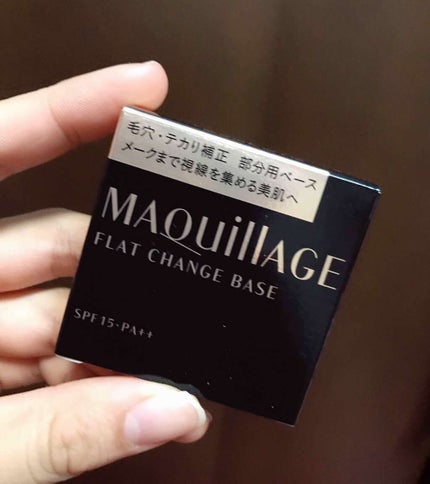 毛穴・テカリ補正 部分用ベース
メークまで視線を集める美肌へ
MAQuillAGE
FLAT CHANGE BASE
SPF15・PA++